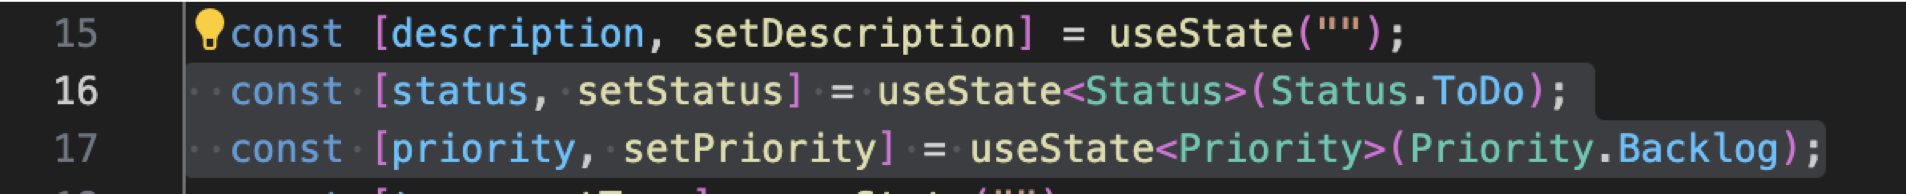 15 const [description, setDescription] = useState("");
16 const [status, setStatus] = useState<Status>(Status.ToDo);
17 const [priority, setPriority] = useState<Priority>(Priority.Backlog);